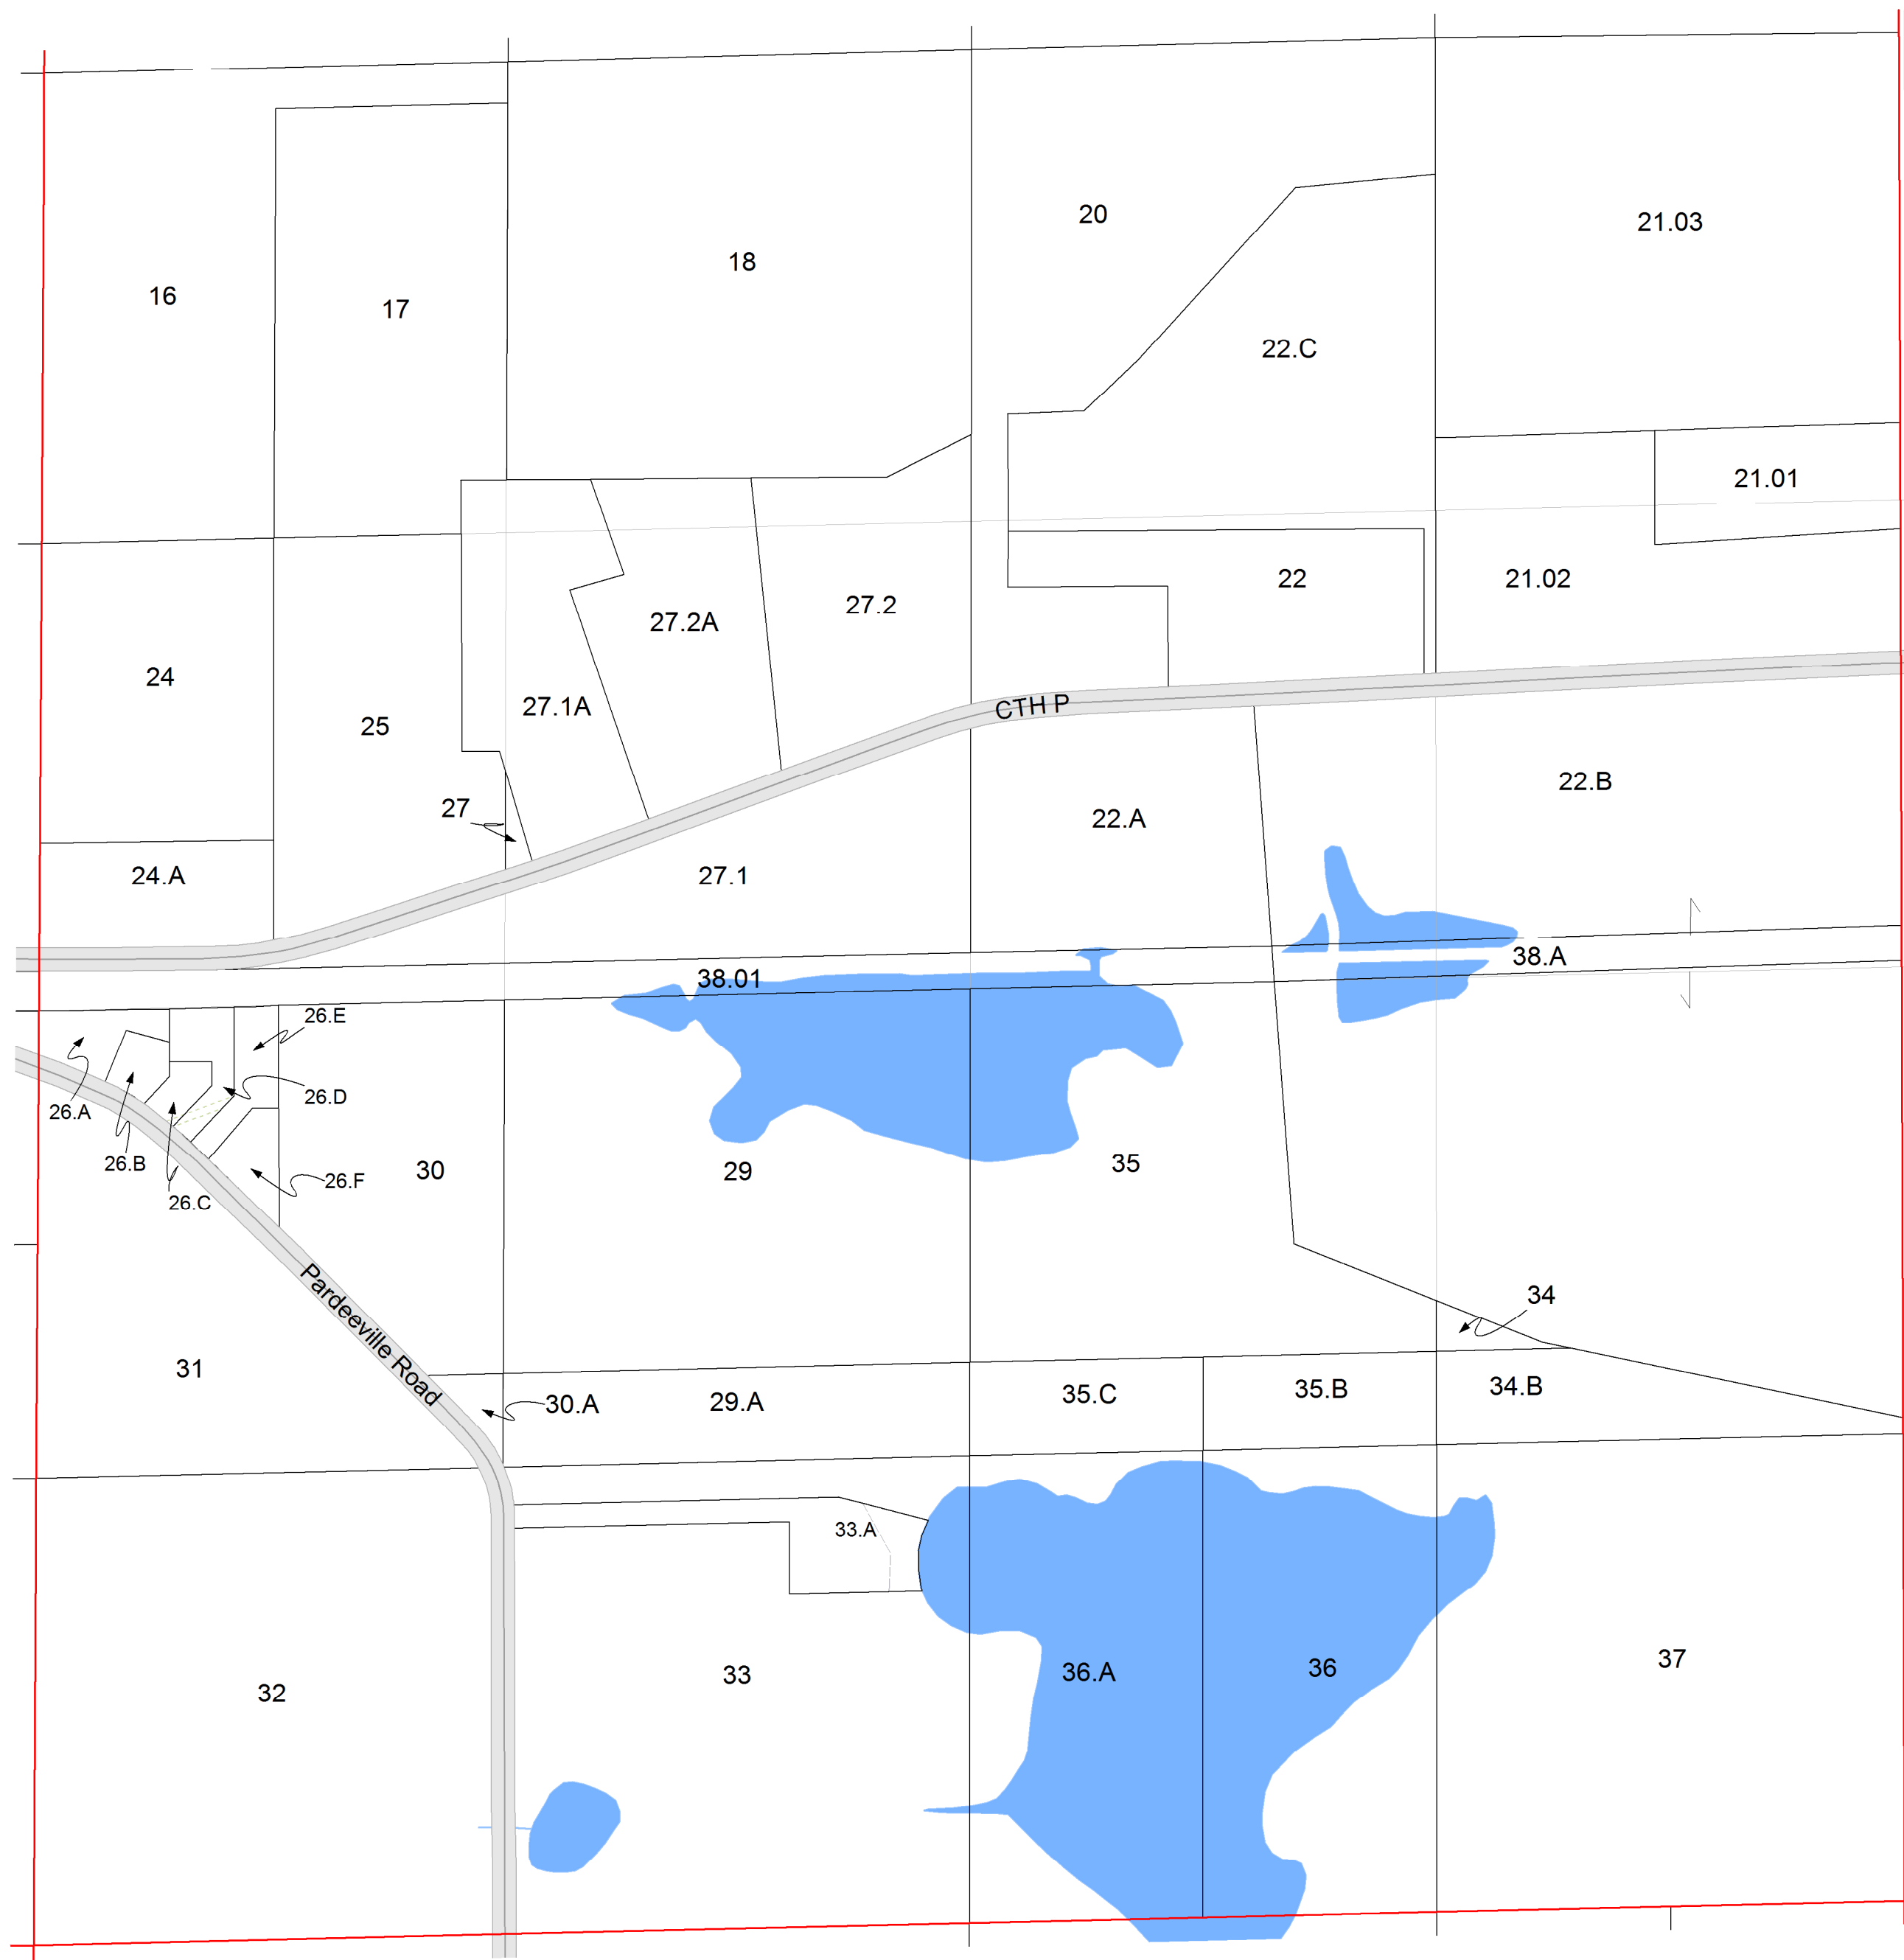 20
21.03
18
16
17
22.C
21.01
22
21.02
27.2
27.2A
24
27.1A
CTH P
25
22.B
27
22.A
24.A
27.1
38.A
38.01
26.E
26.D
26.A
26.B
26.C
26.F
30
29
35
34
Pardeeville Road
31
30.A
29.A
35.C
35.B
34.B
33.A
32
33
36.A
36
37